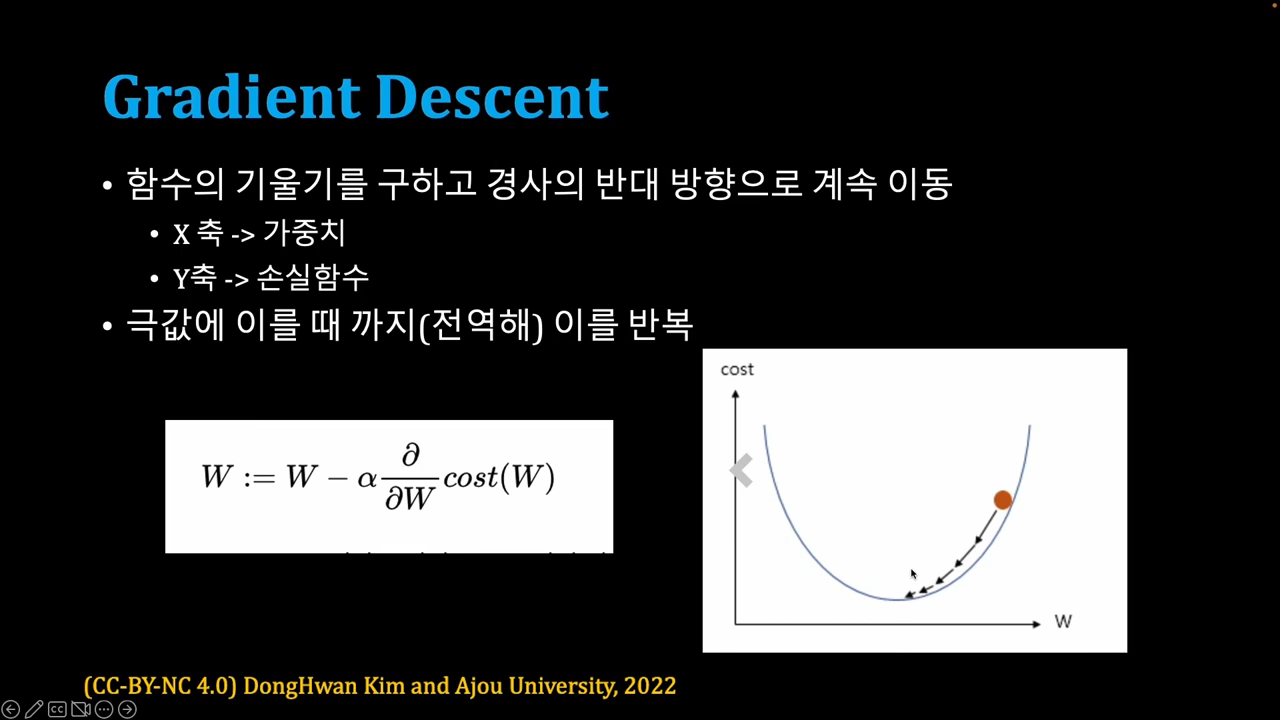 Gradient Descent
• 함수의 기울기를 구하고 경사의 반대 방향으로 계속 이동
• X 축 -> 가중치
• Y축 -> 손실함수
• 극값에 이를 때 까지(전역해) 이를 반복
W := W − α ∂/∂W cost(W)
cost
W
(CC-BY-NC 4.0) DongHwan Kim and Ajou University, 2022
CC